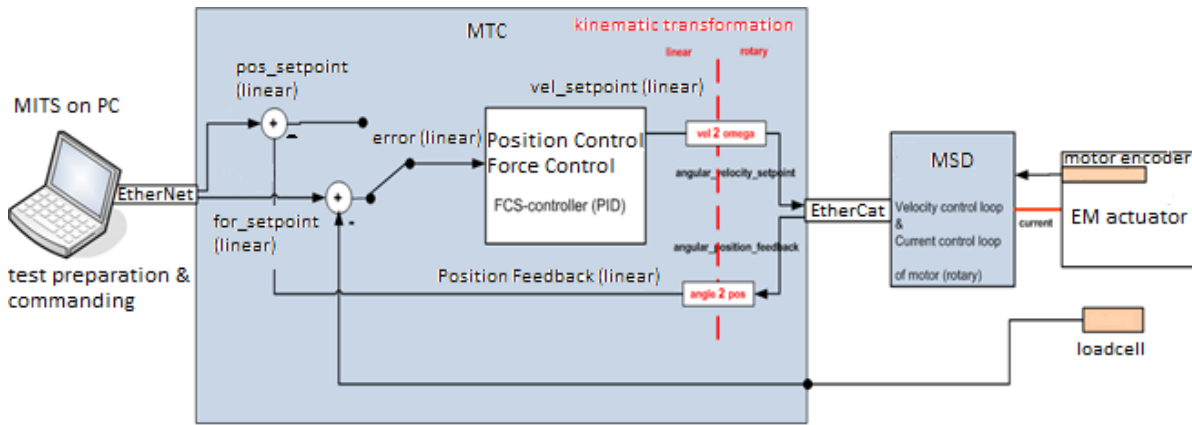 MTC
kinematic transformation
linear
rotary
pos_setpoint
(linear)
vel_setpoint (linear)
MITS on PC
error (linear)
+
-
Position Control
Force Control
FCS-controller (PID)
vel 2 omega
MSD
motor encoder
angular_velocity_setpoint
EtherNet
+
-
for_setpoint
(linear)
EtherCat
Velocity control loop
&
Current control loop
of motor (rotary)
current
EM actuator
angular_position_feedback
Position Feedback (linear)
angle 2 pos
test preparation &
commanding
loadcell